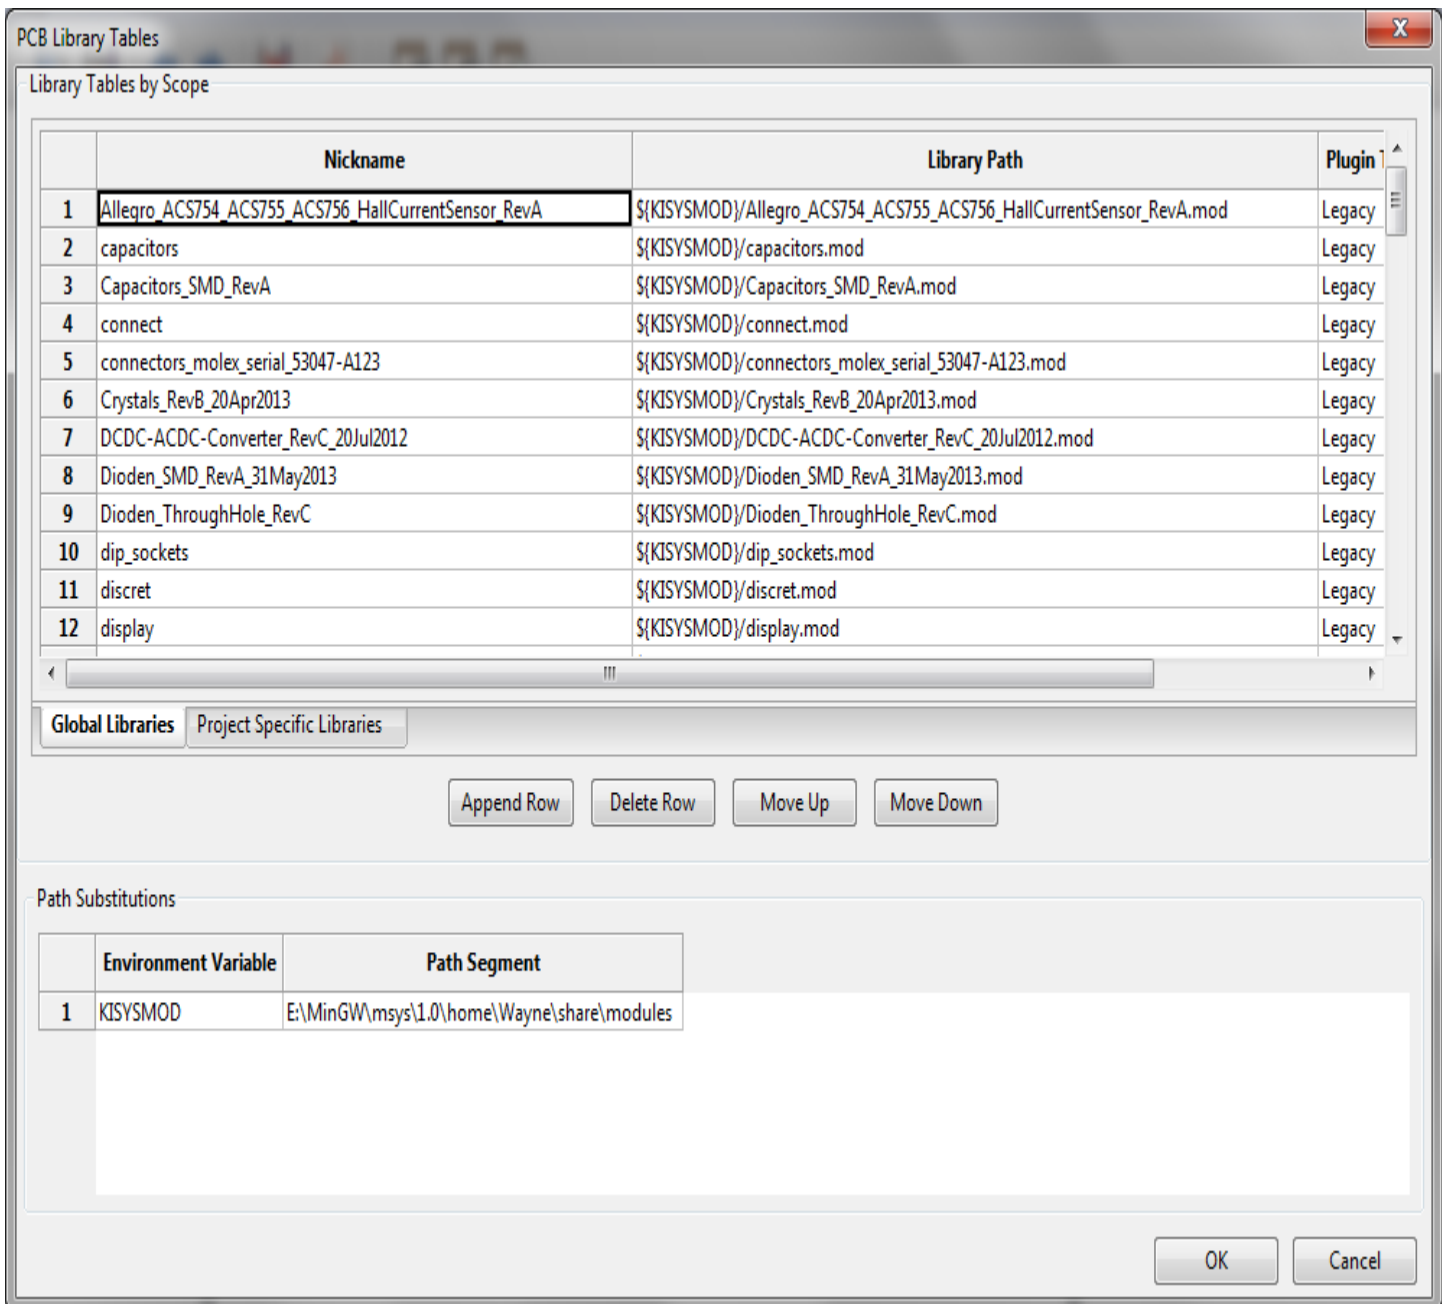 PCB Library Tables
Library Tables by Scope
Nickname Library Path Plugin
1 Allegro_ACS754_ACS755_ACS756_HallCurrentSensor_RevA ${KISYSMOD}/Allegro_ACS754_ACS755_ACS756_HallCurrentSensor_RevA.mod Legacy
2 capacitors ${KISYSMOD}/capacitors.mod Legacy
3 Capacitors_SMD_RevA ${KISYSMOD}/Capacitors_SMD_RevA.mod Legacy
4 connect ${KISYSMOD}/connect.mod Legacy
5 connectors_molex_serial_53047-A123 ${KISYSMOD}/connectors_molex_serial_53047-A123.mod Legacy
6 Crystals_RevB_20Apr2013 ${KISYSMOD}/Crystals_RevB_20Apr2013.mod Legacy
7 DCDC-ACDC-Converter_RevC_20Jul2012 ${KISYSMOD}/DCDC-ACDC-Converter_RevC_20Jul2012.mod Legacy
8 Dioden_SMD_RevA_31May2013 ${KISYSMOD}/Dioden_SMD_RevA_31May2013.mod Legacy
9 Dioden_ThroughHole_RevC ${KISYSMOD}/Dioden_ThroughHole_RevC.mod Legacy
10 dip_sockets ${KISYSMOD}/dip_sockets.mod Legacy
11 discret ${KISYSMOD}/discret.mod Legacy
12 display ${KISYSMOD}/display.mod Legacy
Global Libraries Project Specific Libraries
Append Row Delete Row Move Up Move Down
Path Substitutions
Environment Variable Path Segment
1 KISYSMOD E:\MinGW\msys\1.0\home\Wayne\share\modules
OK Cancel